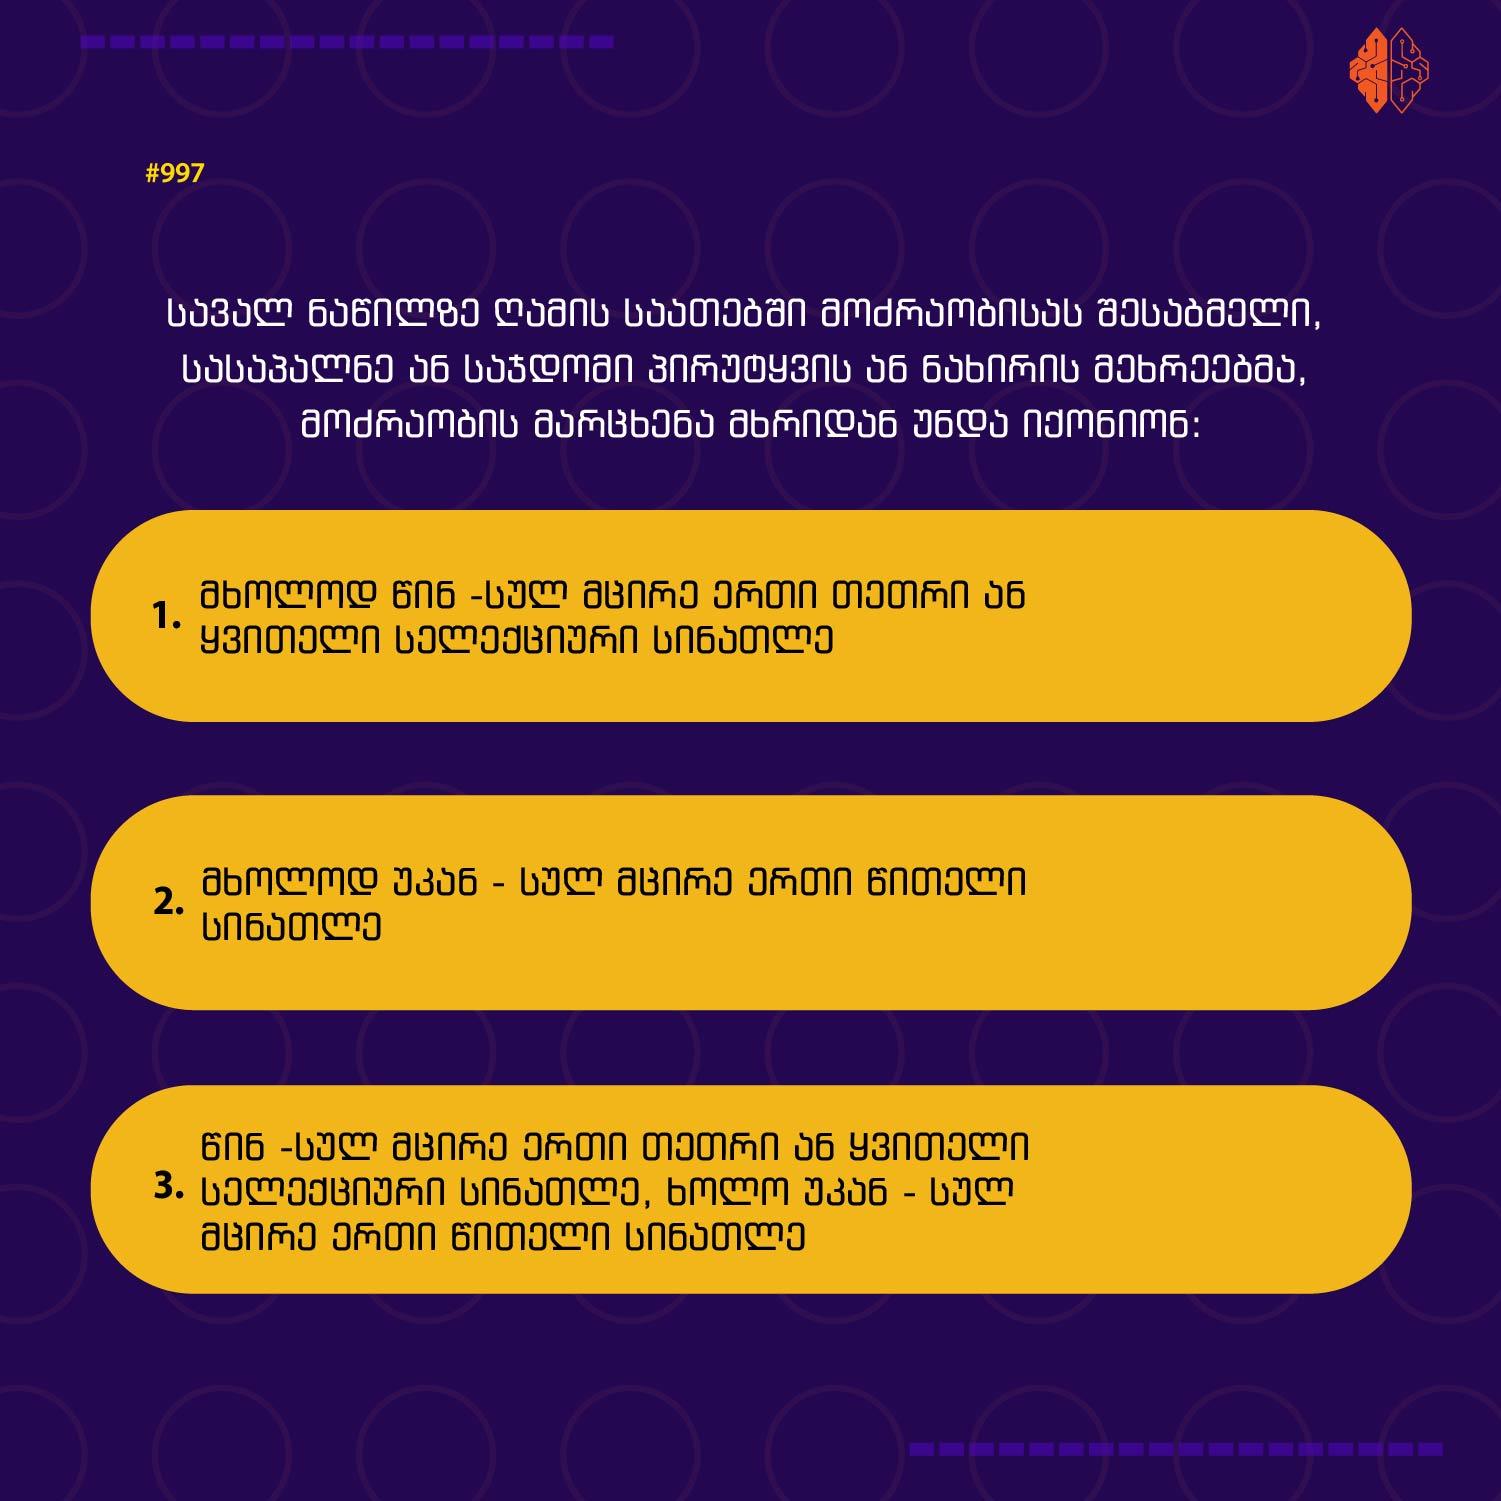 #997
სავალ ნაწილზე ღამის საათებში მოძრაობისას შესაბმელი,
სასაპალნე ან საჯდომი პირუტყვის ან ნახირის მეხრეებმა,
მოძრაობის მარცხენა მხრიდან უნდა იქონიონ:
1. მხოლოდ წინ -სულ მცირე ერთი თეთრი ან
ყვითელი სელექციური სინათლე
2. მხოლოდ უკან - სულ მცირე ერთი წითელი
სინათლე
წინ -სულ მცირე ერთი თეთრი ან ყვითელი
3. სელექციური სინათლე, ხოლო უკან - სულ
მცირე ერთი წითელი სინათლე